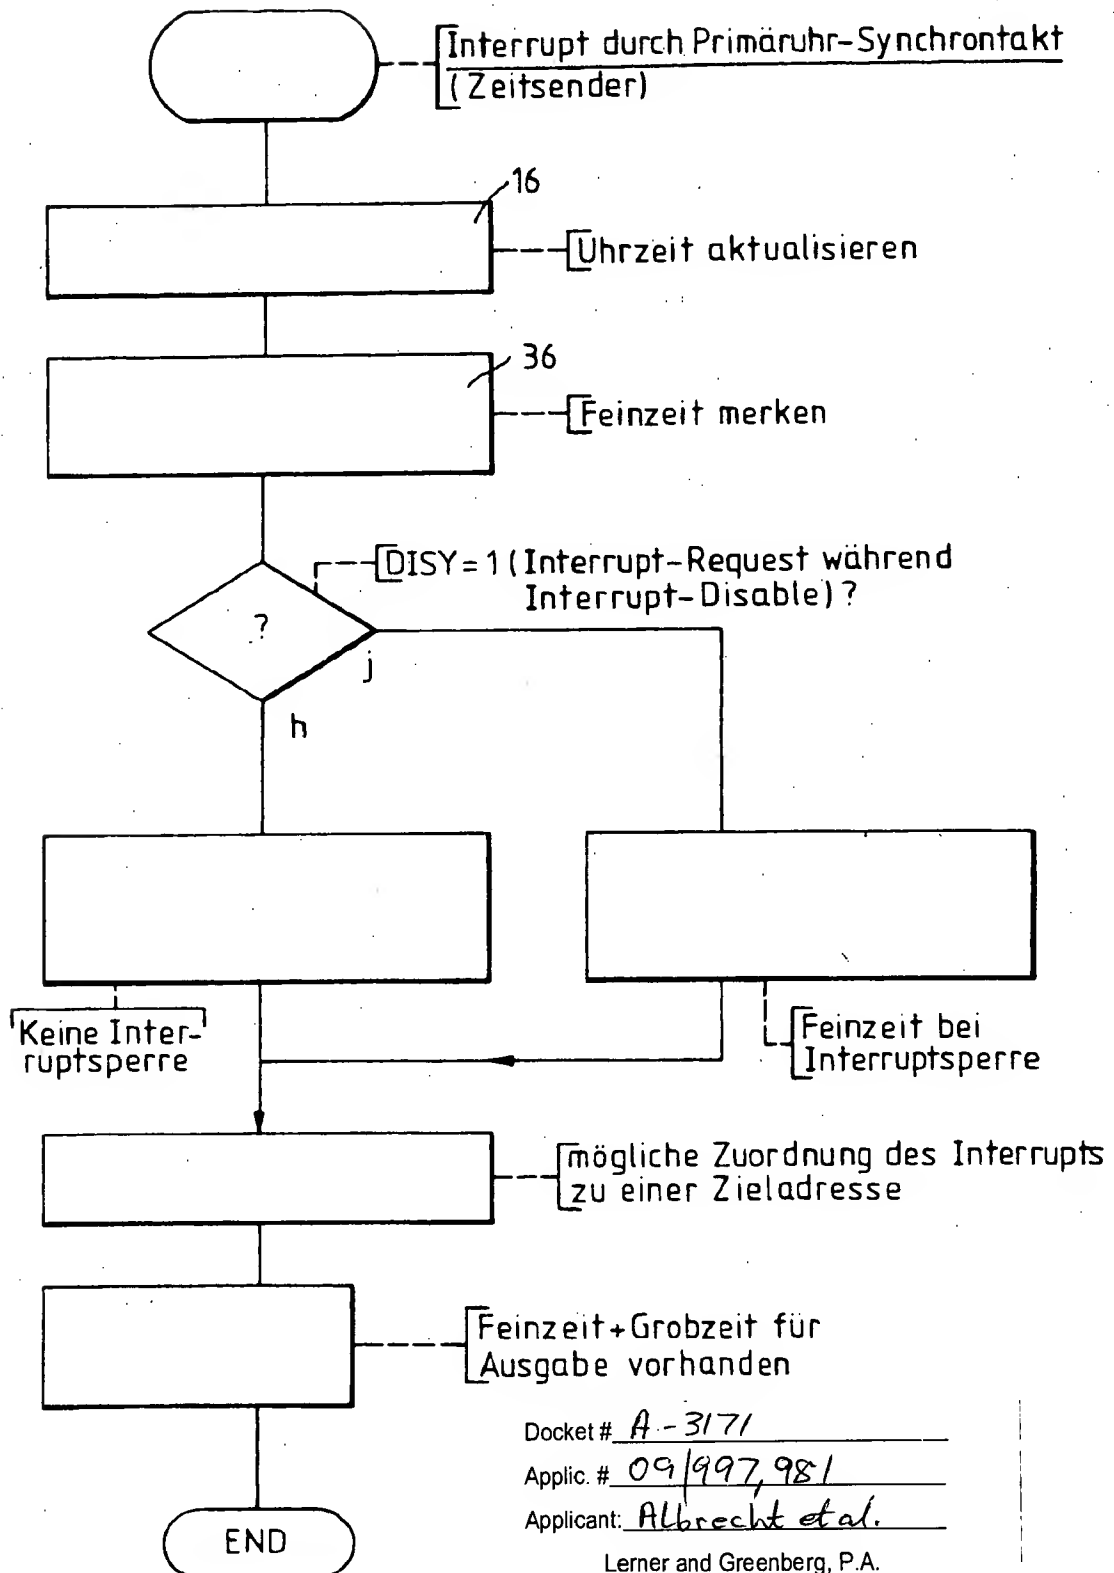 Interrupt durch Primäruhr-Synchrontakt
(Zeitsender)
16
Uhrzeit aktualisieren
36
Feinzeit merken
DISY=1 (Interrupt-Request während
Interrupt-Disable)?
?
j
h
Keine Inter-
ruptsperre
Feinzeit bei
Interruptsperre
mögliche Zuordnung des Interrupts
zu einer Zieladresse
Feinzeit+Grobzeit für
Ausgabe vorhanden
END
Docket # A-3171
Applic. # 09/997,981
Applicant: Albrecht et al.
Lerner and Greenberg, P.A.